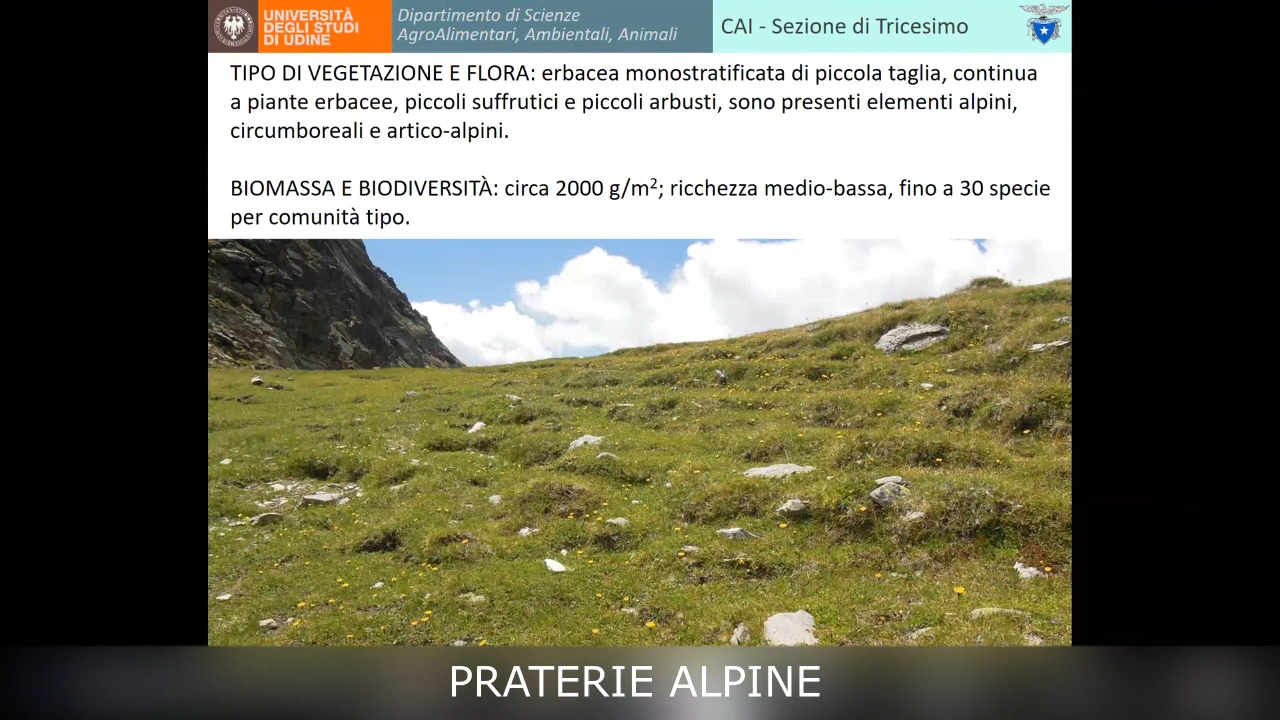 UNIVERSITÀ
DEGLI STUDI
DI UDINE
Dipartimento di Scienze
AgroAlimentari, Ambientali, Animali
CAI - Sezione di Tricesimo
TIPO DI VEGETAZIONE E FLORA: erbacea monostratificata di piccola taglia, continua
a piante erbacee, piccoli suffrutici e piccoli arbusti, sono presenti elementi alpini,
circumboreali e artico-alpini.
BIOMASSA E BIODIVERSITÀ: circa 2000 g/m²; ricchezza medio-bassa, fino a 30 specie
per comunità tipo.
PRATERIE ALPINE